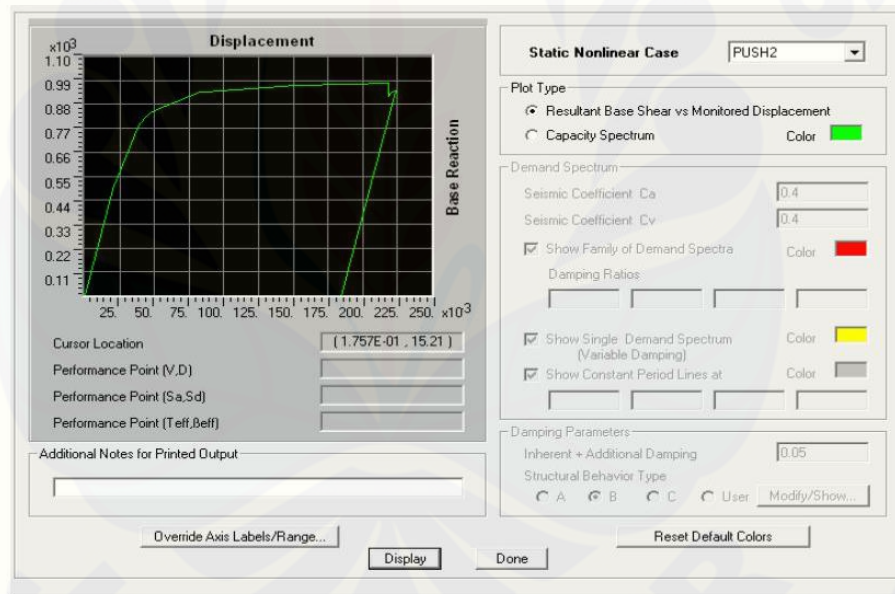 Displacement
x10³
1.10
0.99
0.88
0.77
0.66
0.55
0.44
0.33
0.22
0.11
Base Reaction
25. 50. 75. 100. 125. 150. 175. 200. 225. 250. x10-3
Cursor Location ( 1.757E-01 , 15.21 )
Performance Point (V,D)
Performance Point (Sa,Sd)
Performance Point (Teff,βeff)
Additional Notes for Printed Output
Static Nonlinear Case PUSH2
Plot Type
Resultant Base Shear vs Monitored Displacement
Capacity Spectrum Color
Demand Spectrum
Seismic Coefficient Ca 0.4
Seismic Coefficient Cv 0.4
Show Family of Demand Spectra Color
Damping Ratios
Show Single Demand Spectrum Color
(Variable Damping)
Show Constant Period Lines at Color
Damping Parameters
Inherent + Additional Damping 0.05
Structural Behavior Type
A B C User Modify/Show...
Override Axis Labels/Range... Reset Default Colors
Display Done